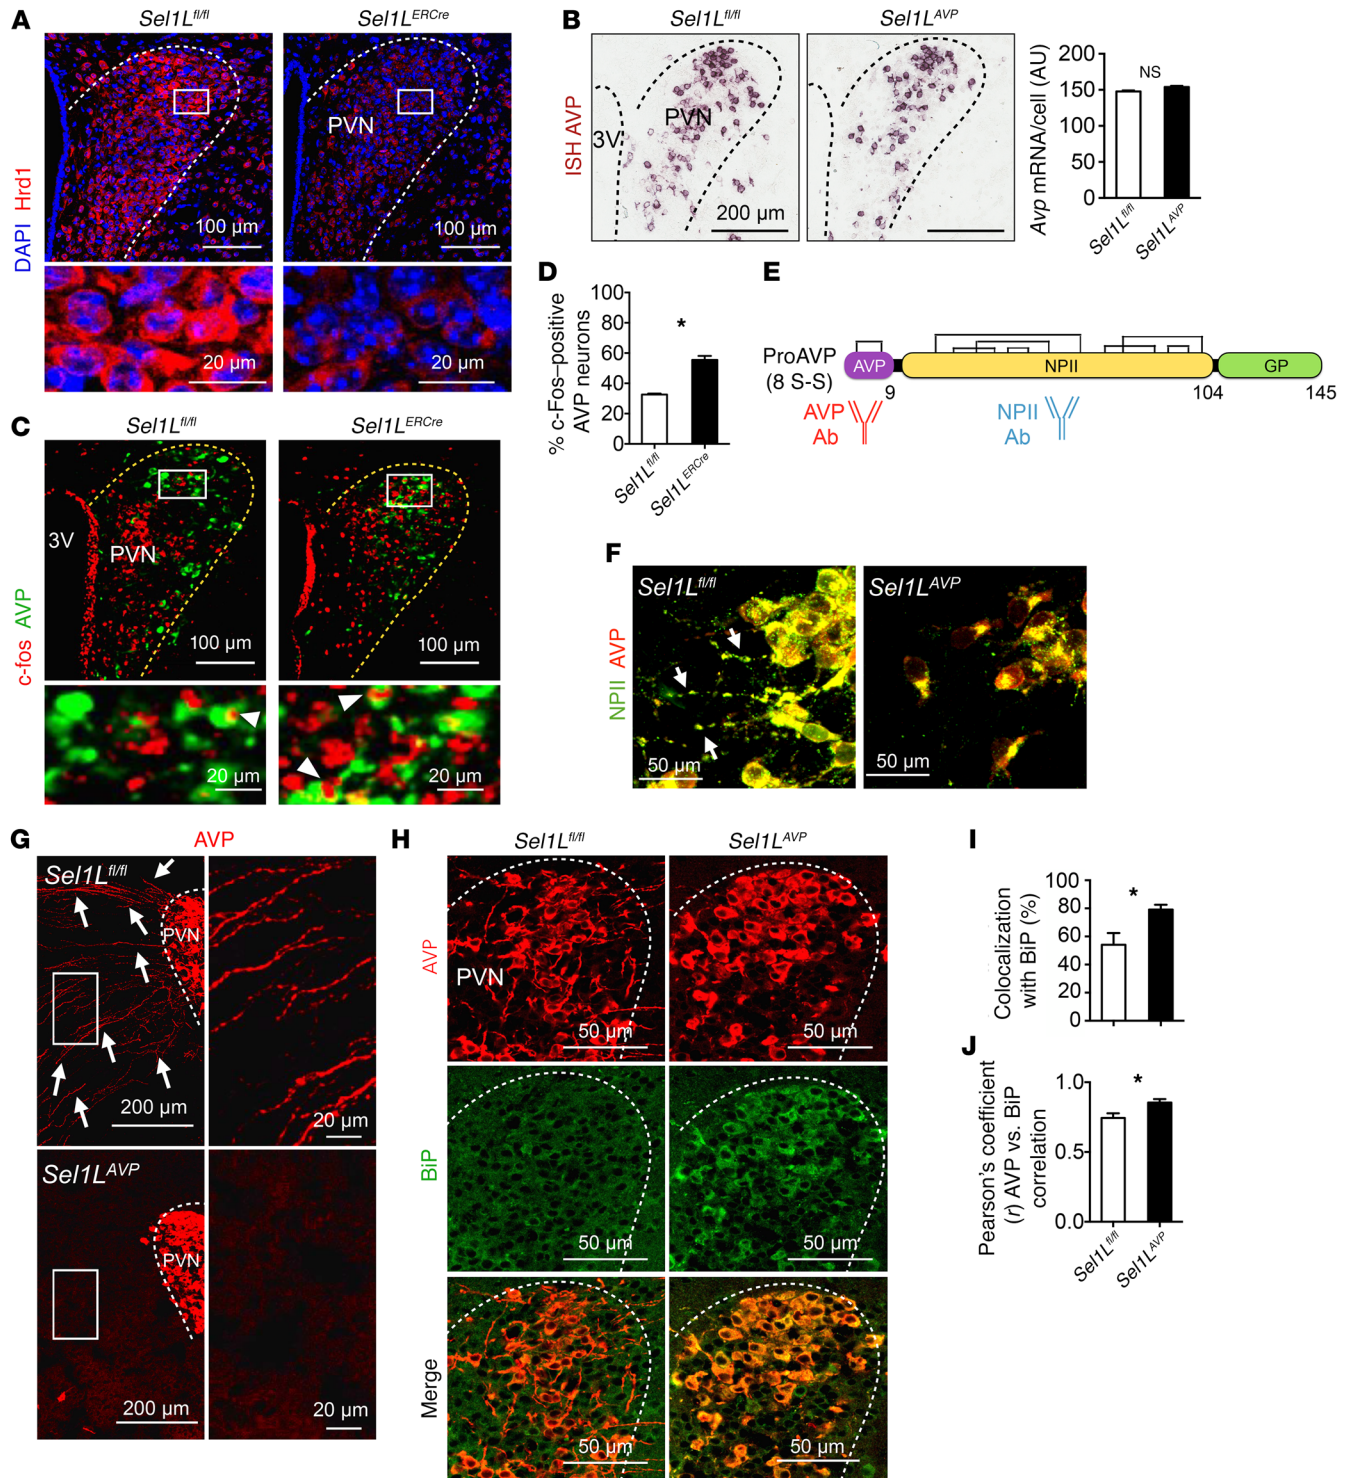 A
Sel1L fl/fl
Sel1L ERCre
DAPI Hrd1
PVN
100 µm
100 µm
20 µm
20 µm
B
Sel1L fl/fl
Sel1L AVP
ISH AVP
3V
PVN
200 µm
Avp mRNA/cell (AU)
200
150
100
50
0
NS
Sel1L fl/fl
Sel1L AVP
C
Sel1L fl/fl
Sel1L ERCre
c-fos AVP
3V
PVN
100 µm
100 µm
20 µm
20 µm
D
% c-Fos–positive
AVP neurons
100
80
60
40
20
0
*
Sel1L fl/fl
Sel1L ERCre
E
ProAVP
(8 S-S)
AVP
NPII
GP
9
104
145
AVP
Ab
NPII
Ab
F
Sel1L fl/fl
Sel1L AVP
NPII AVP
50 µm
50 µm
G
AVP
Sel1L fl/fl
PVN
200 µm
20 µm
Sel1L AVP
PVN
200 µm
20 µm
H
Sel1L fl/fl
Sel1L AVP
AVP
PVN
50 µm
50 µm
BiP
50 µm
50 µm
Merge
50 µm
50 µm
I
Colocalization
with BiP (%)
100
80
60
40
20
0
*
J
Pearson's coefficient
(r) AVP vs. BiP
correlation
1.0
0.5
0.0
*
Sel1L fl/fl
Sel1L AVP